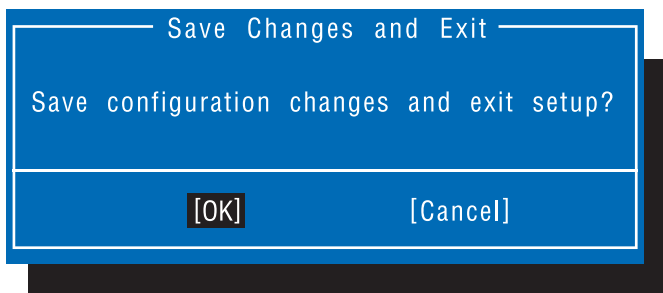 Save Changes and Exit
Save configuration changes and exit setup?
[OK] [Cancel]